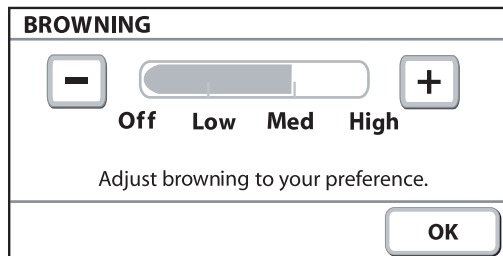 BROWNING
− +
Off Low Med High
Adjust browning to your preference.
OK